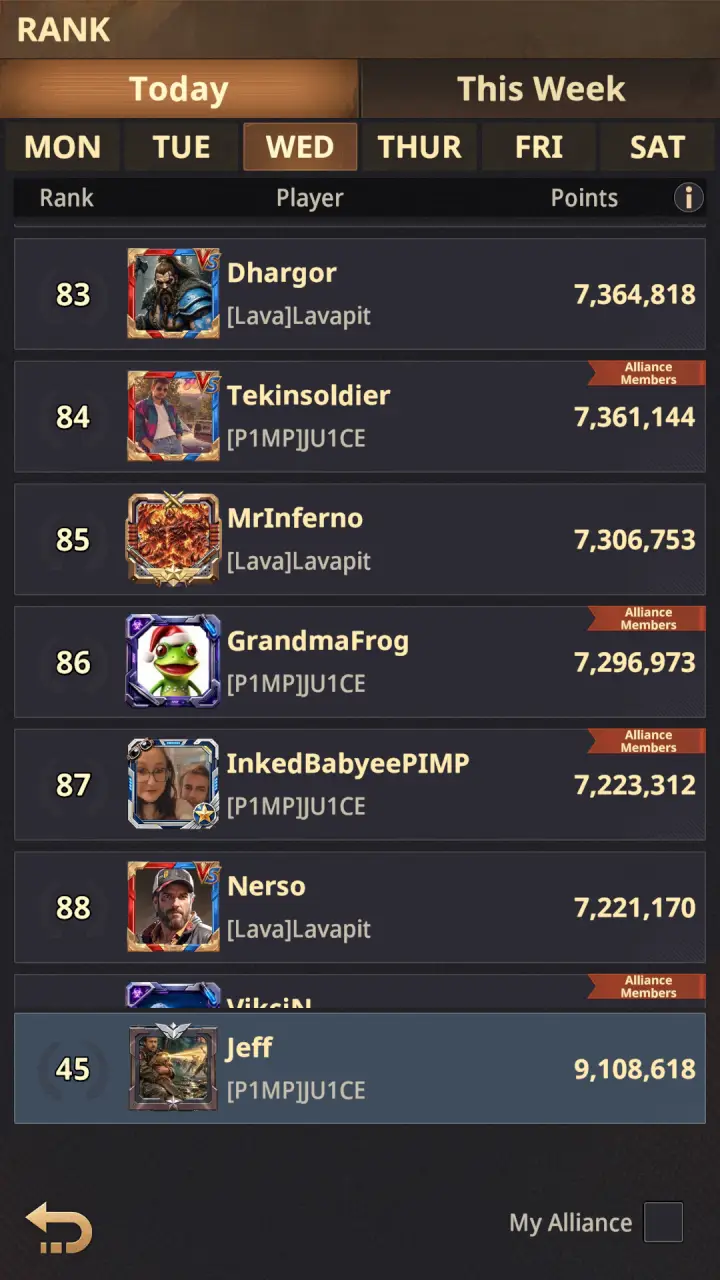 RANK
Today
This Week
MON
TUE
WED
THUR
FRI
SAT
Rank
Player
Points
83
Dhargor
[Lava]Lavapit
7,364,818
84
Tekinsoldier
[P1MP]JU1CE
Alliance
Members
7,361,144
85
MrInferno
[Lava]Lavapit
7,306,753
86
GrandmaFrog
[P1MP]JU1CE
Alliance
Members
7,296,973
87
InkedBabyeePIMP
[P1MP]JU1CE
Alliance
Members
7,223,312
88
Nerso
[Lava]Lavapit
7,221,170
Alliance
Members
45
Jeff
[P1MP]JU1CE
9,108,618
My Alliance